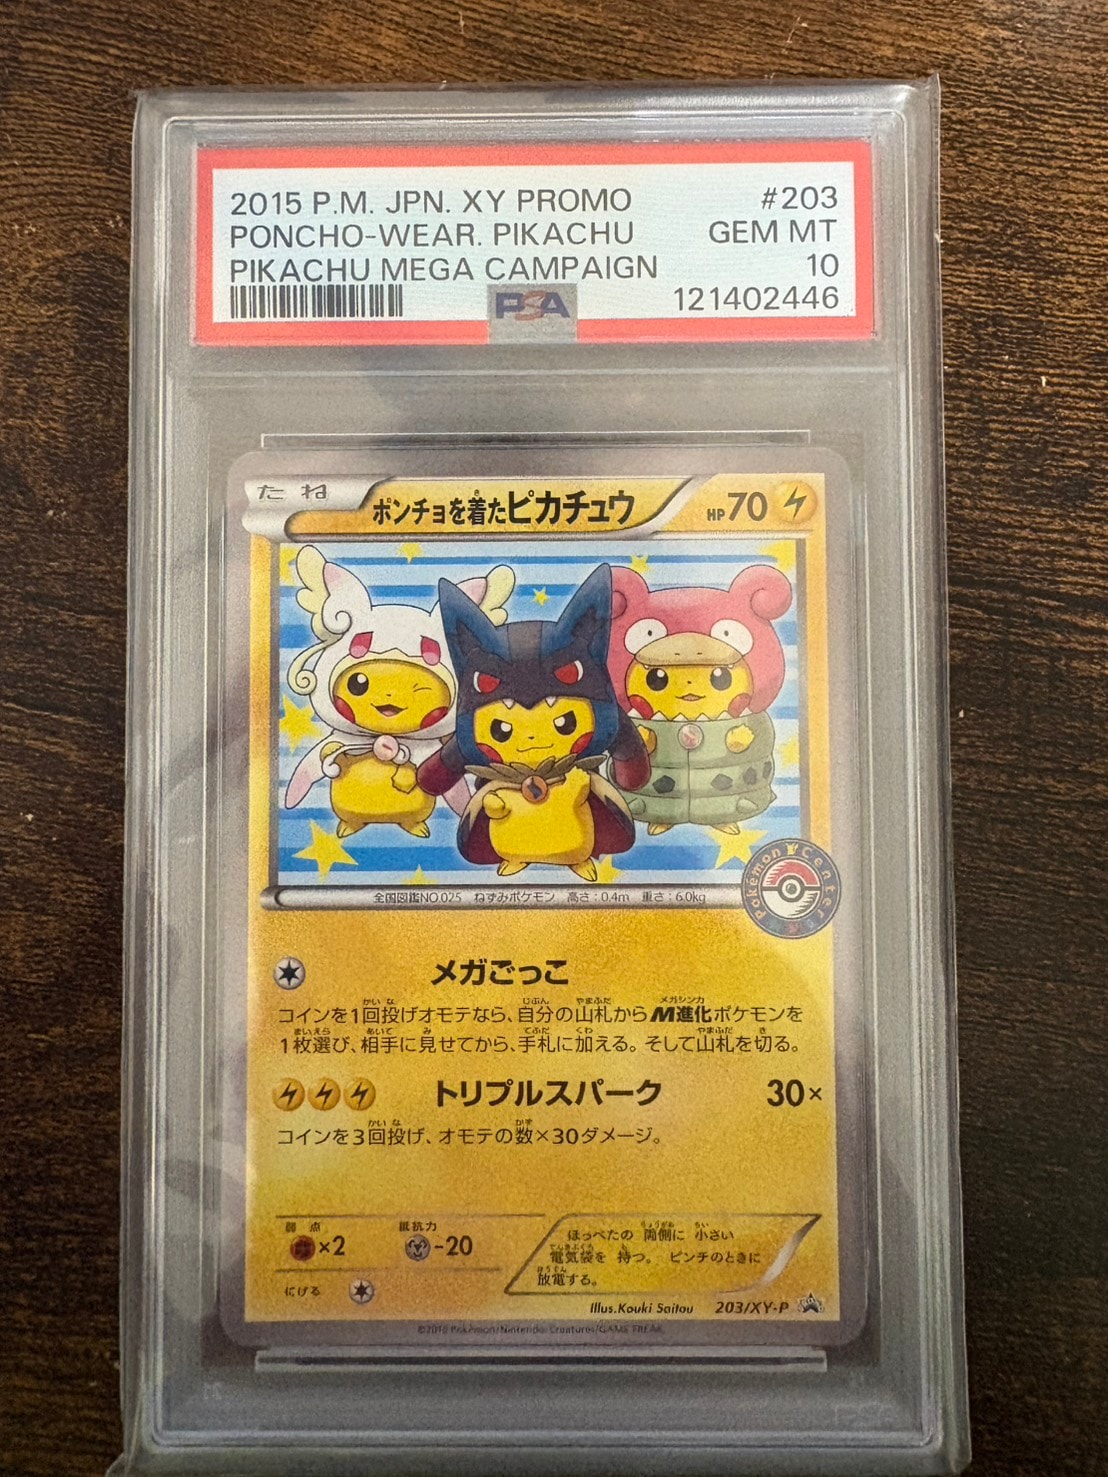 2015 P.M. JPN. XY PROMO #203
PONCHO-WEAR. PIKACHU GEM MT
PIKACHU MEGA CAMPAIGN 10
PSA 121402446
たね ポンチョを着たピカチュウ HP70
全国図鑑NO.025 ねずみポケモン 高さ:0.4m 重さ:6.0kg
Pokémon Center
メガごっこ
コインを1回投げオモテなら、自分の山札からM進化ポケモンを
1枚選び、相手に見せてから、手札に加える。そして山札を切る。
トリプルスパーク 30×
コインを3回投げ、オモテの数×30ダメージ。
弱点 抵抗力
×2 -20
にげる
ほっぺたの 両側に 小さい
電気袋を 持つ。 ピンチのときに
放電する。
Illus.Kouki Saitou 203/XY-P
Pokémon/Nintendo/Creatures/GAME FREAK